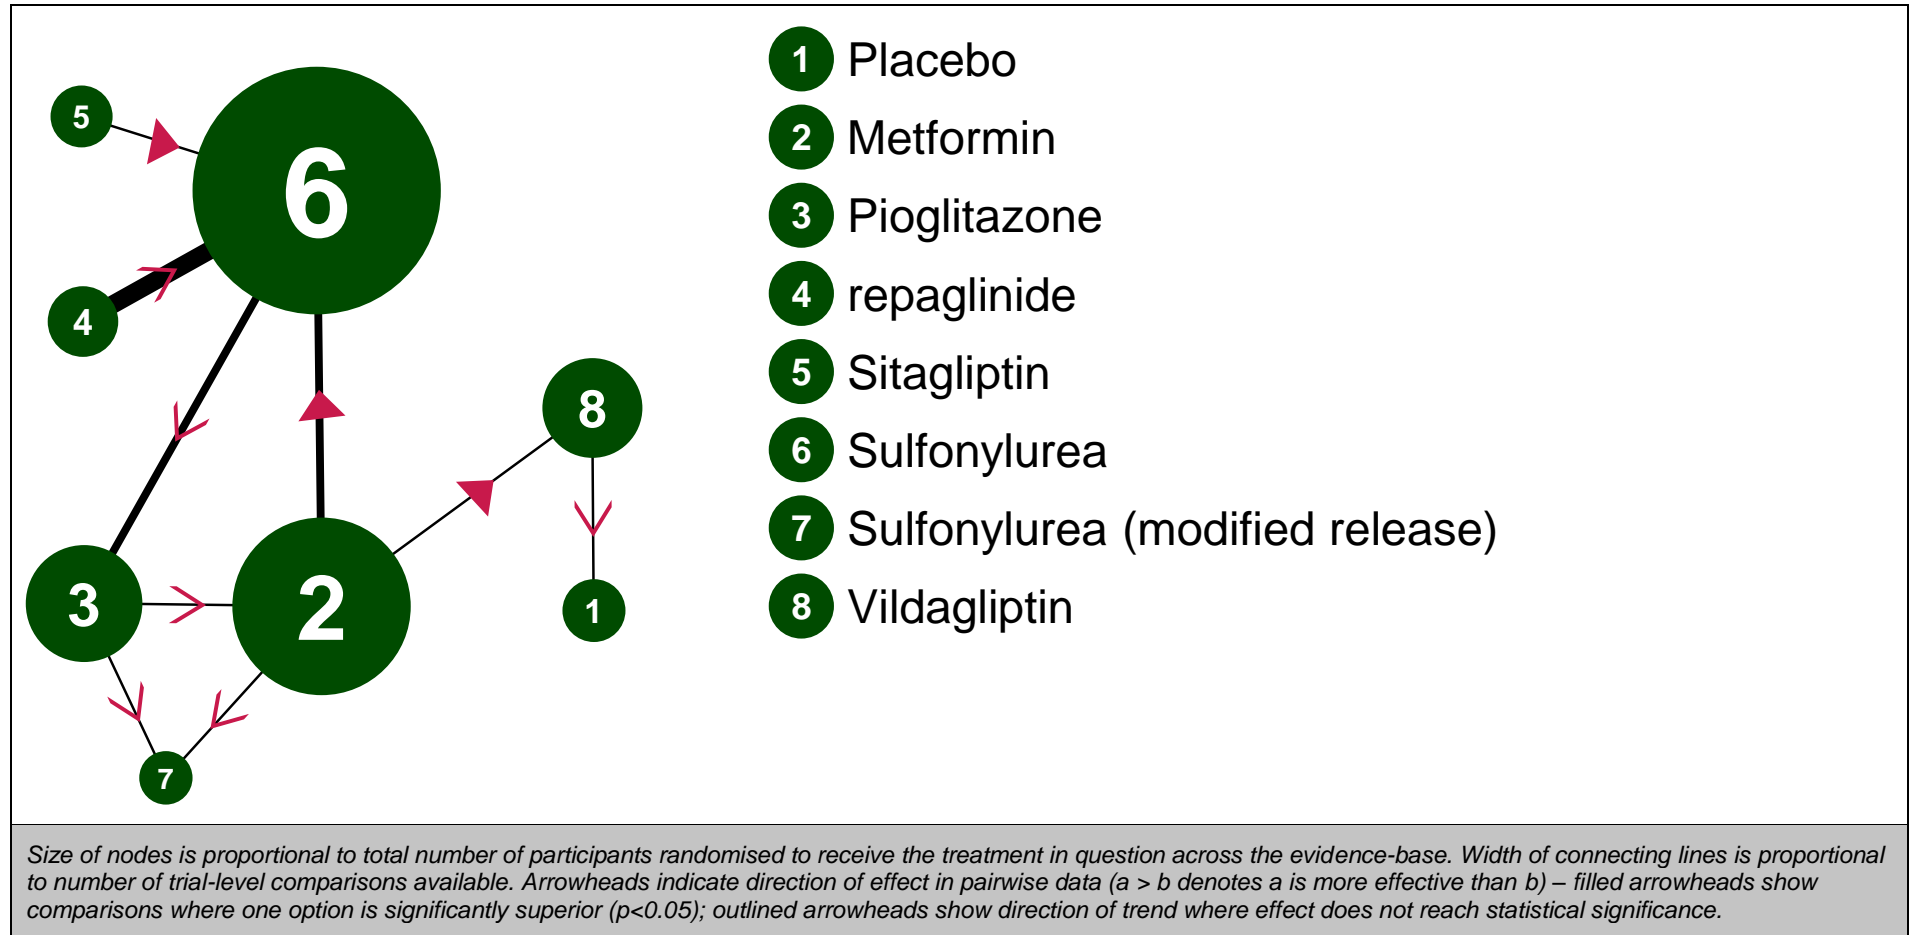 5
6
4
8
3
2
1
7
1 Placebo
2 Metformin
3 Pioglitazone
4 repaglinide
5 Sitagliptin
6 Sulfonylurea
7 Sulfonylurea (modified release)
8 Vildagliptin
Size of nodes is proportional to total number of participants randomised to receive the treatment in question across the evidence-base. Width of connecting lines is proportional
to number of trial-level comparisons available. Arrowheads indicate direction of effect in pairwise data (a > b denotes a is more effective than b) – filled arrowheads show
comparisons where one option is significantly superior (p<0.05); outlined arrowheads show direction of trend where effect does not reach statistical significance.